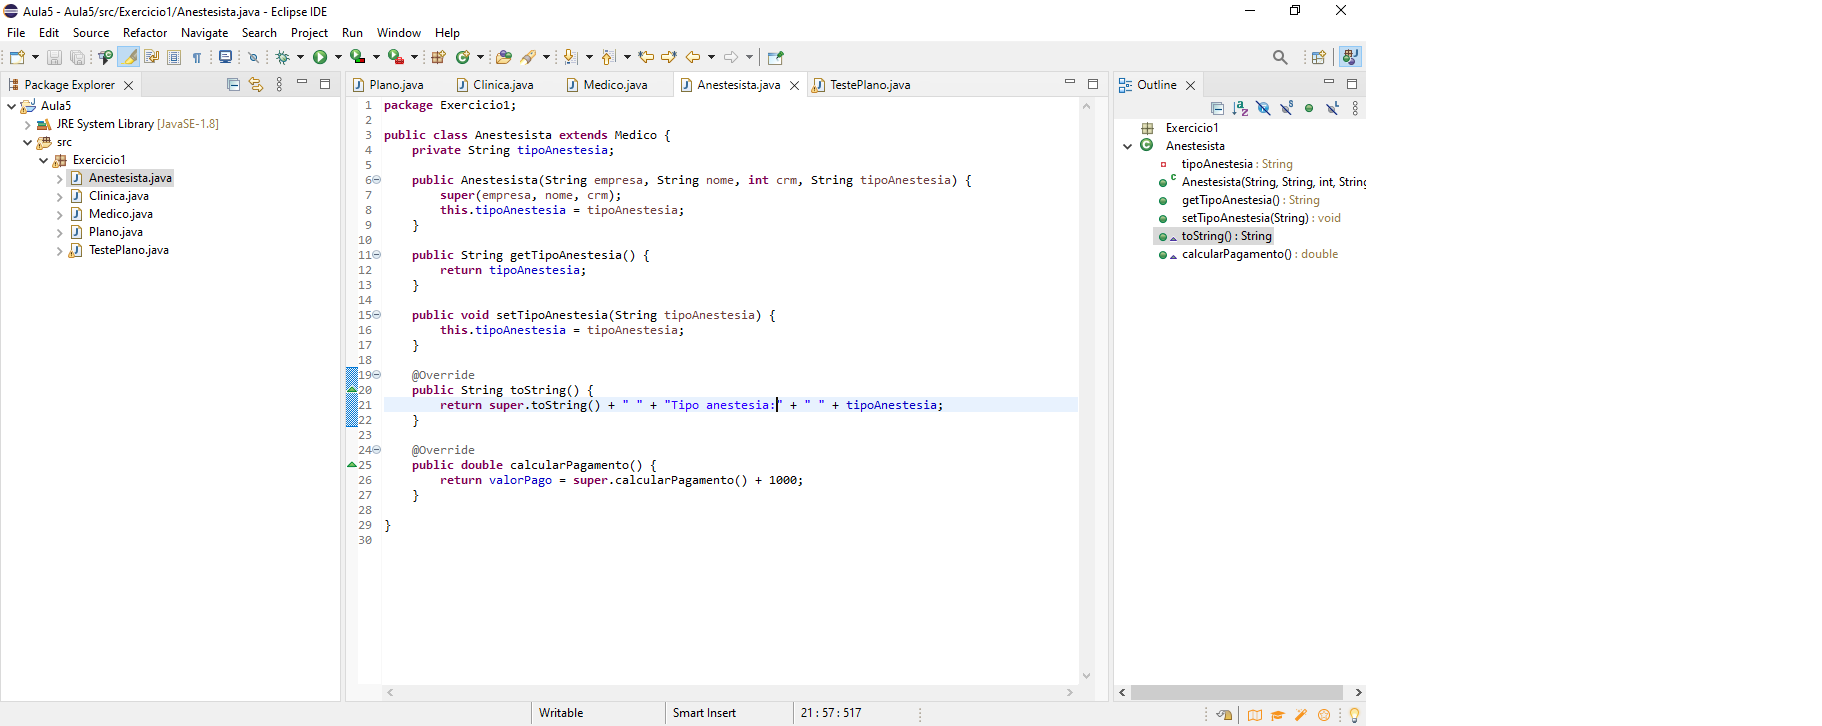 Aula5 - Aula5/src/Exercicio1/Anestesista.java - Eclipse IDE
File Edit Source Refactor Navigate Search Project Run Window Help
Package Explorer
Aula5
JRE System Library [JavaSE-1.8]
src
Exercicio1
Anestesista.java
Clinica.java
Medico.java
Plano.java
TestePlano.java
Plano.java Clinica.java Medico.java Anestesista.java TestePlano.java
1 package Exercicio1;
2
3 public class Anestesista extends Medico {
4 private String tipoAnestesia;
5
6 public Anestesista(String empresa, String nome, int crm, String tipoAnestesia) {
7 super(empresa, nome, crm);
8 this.tipoAnestesia = tipoAnestesia;
9 }
10
11 public String getTipoAnestesia() {
12 return tipoAnestesia;
13 }
14
15 public void setTipoAnestesia(String tipoAnestesia) {
16 this.tipoAnestesia = tipoAnestesia;
17 }
18
19 @Override
20 public String toString() {
21 return super.toString() + " " + "Tipo anestesia:" + " " + tipoAnestesia;
22 }
23
24 @Override
25 public double calcularPagamento() {
26 return valorPago = super.calcularPagamento() + 1000;
27 }
28
29 }
30
Outline
Exercicio1
Anestesista
tipoAnestesia : String
Anestesista(String, String, int, String
getTipoAnestesia() : String
setTipoAnestesia(String) : void
toString() : String
calcularPagamento() : double
Writable Smart Insert 21 : 57 : 517